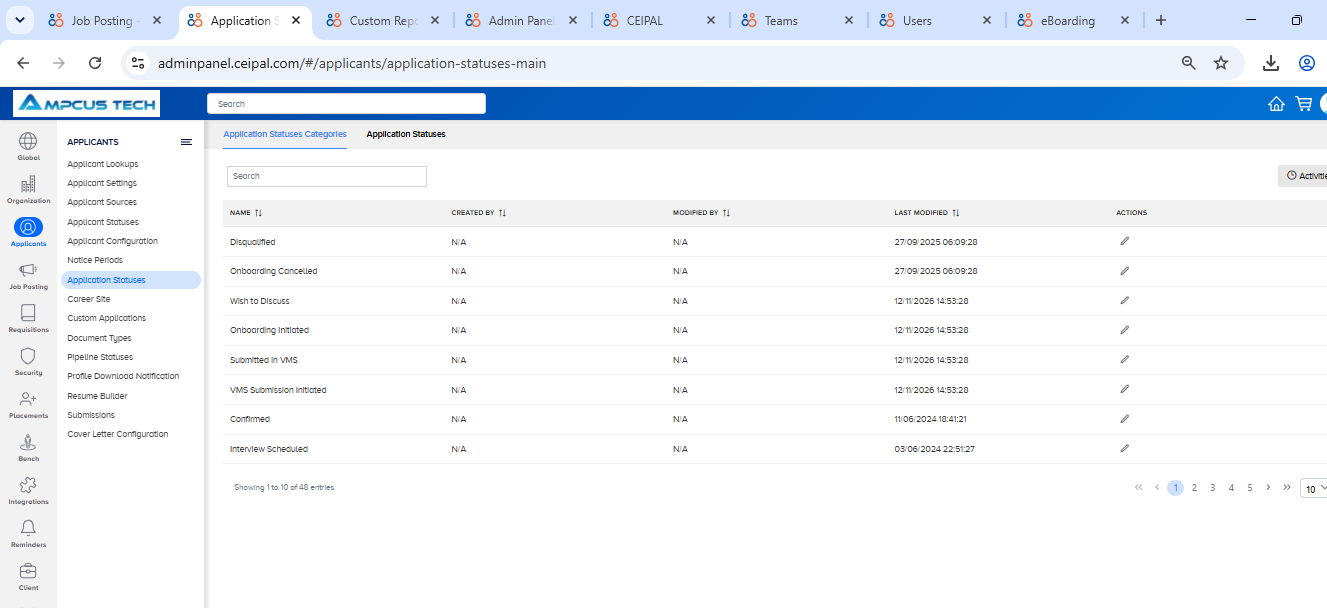 Job Posting -
Application S
Custom Repo
Admin Panel
CEIPAL
Teams
Users
eBoarding
adminpanel.ceipal.com/#/applicants/application-statuses-main
AMPCUS TECH
Search
Global
Organization
Applicants
Job Posting
Requisitions
Security
Placements
Bench
Integrations
Reminders
Client
APPLICANTS
Applicant Lookups
Applicant Settings
Applicant Sources
Applicant Statuses
Applicant Configuration
Notice Periods
Application Statuses
Career Site
Custom Applications
Document Types
Pipeline Statuses
Profile Download Notification
Resume Builder
Submissions
Cover Letter Configuration
Application Statuses Categories Application Statuses
Search
Activitie
NAME CREATED BY MODIFIED BY LAST MODIFIED ACTIONS
Disqualified N/A N/A 27/09/2025 06:09:28
Onboarding Cancelled N/A N/A 27/09/2025 06:09:28
Wish to Discuss N/A N/A 12/11/2026 14:53:28
Onboarding Initiated N/A N/A 12/11/2026 14:53:28
Submitted In VMS N/A N/A 12/11/2026 14:53:28
VMS Submission Initiated N/A N/A 12/11/2026 14:53:28
Confirmed N/A N/A 11/06/2024 18:41:21
Interview Scheduled N/A N/A 03/06/2024 22:51:27
Showing 1 to 10 of 48 entries
1 2 3 4 5 10